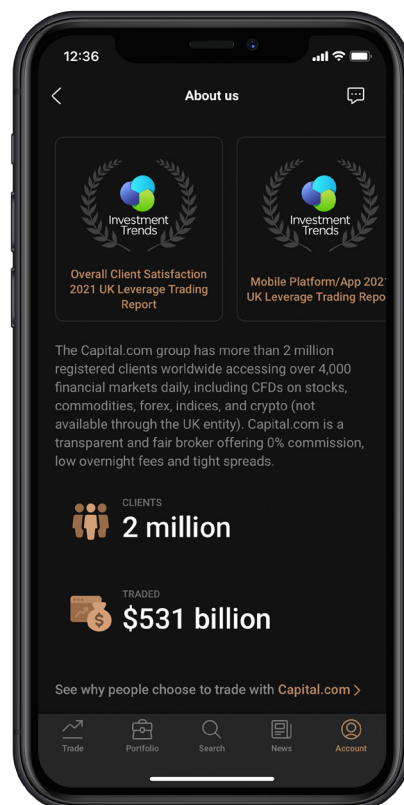 12:36
About us
Investment
Trends
Overall Client Satisfaction
2021 UK Leverage Trading
Report
Investment
Trends
Mobile Platform/App 2021
UK Leverage Trading Repo
The Capital.com group has more than 2 million
registered clients worldwide accessing over 4,000
financial markets daily, including CFDs on stocks,
commodities, forex, indices, and crypto (not
available through the UK entity). Capital.com is a
transparent and fair broker offering 0% commission,
low overnight fees and tight spreads.
CLIENTS
2 million
TRADED
$531 billion
See why people choose to trade with Capital.com >
Trade
Portfolio
Search
News
Account